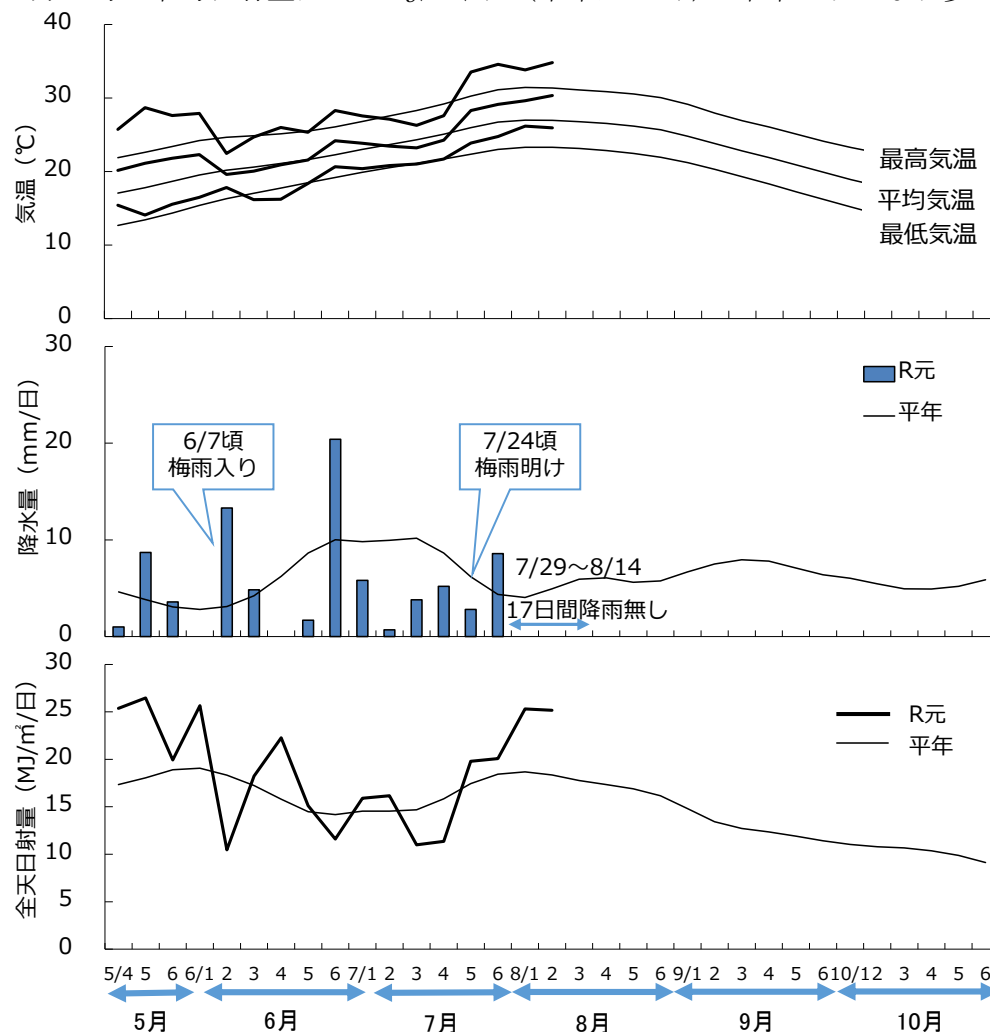 40
30
20
10
0
気温（℃）
最高気温
平均気温
最低気温
30
20
10
0
降水量（mm/日）
R元
平年
6/7頃
梅雨入り
7/24頃
梅雨明け
7/29～8/14
17日間降雨無し
30
25
20
15
10
5
0
全天日射量（MJ/㎡/日）
R元
平年
5/4 5 6 6/1 2 3 4 5 6 7/1 2 3 4 5 6 8/1 2 3 4 5 6 9/1 2 3 4 5 6 10/1 2 3 4 5 6
5月 6月 7月 8月 9月 10月